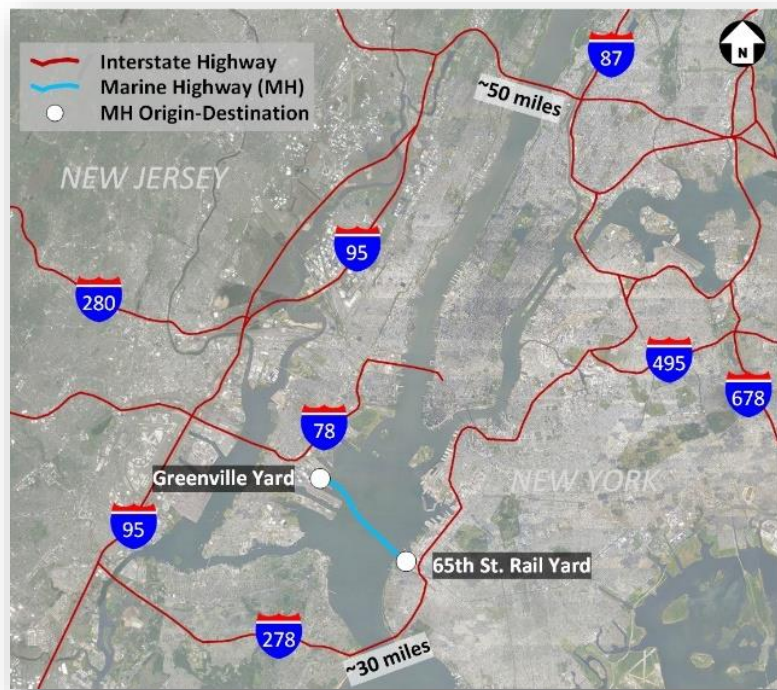 Interstate Highway
Marine Highway (MH)
MH Origin-Destination
N
87
~50 miles
NEW JERSEY
95
280
495
678
78
Greenville Yard
NEW YORK
95
65th St. Rail Yard
278
~30 miles